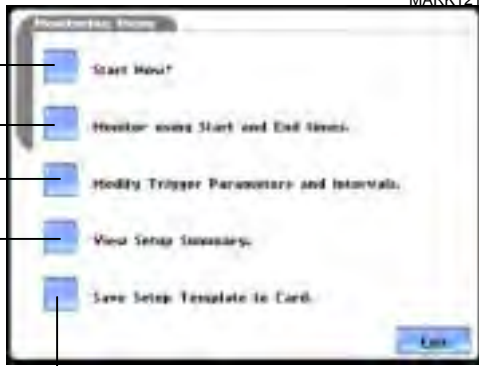 MARK121
Monitoring Menu
Start Now?
Monitor using Start and End times.
Modify Trigger Parameters and Intervals.
View Setup Summary.
Save Setup Template to Card.
Exit